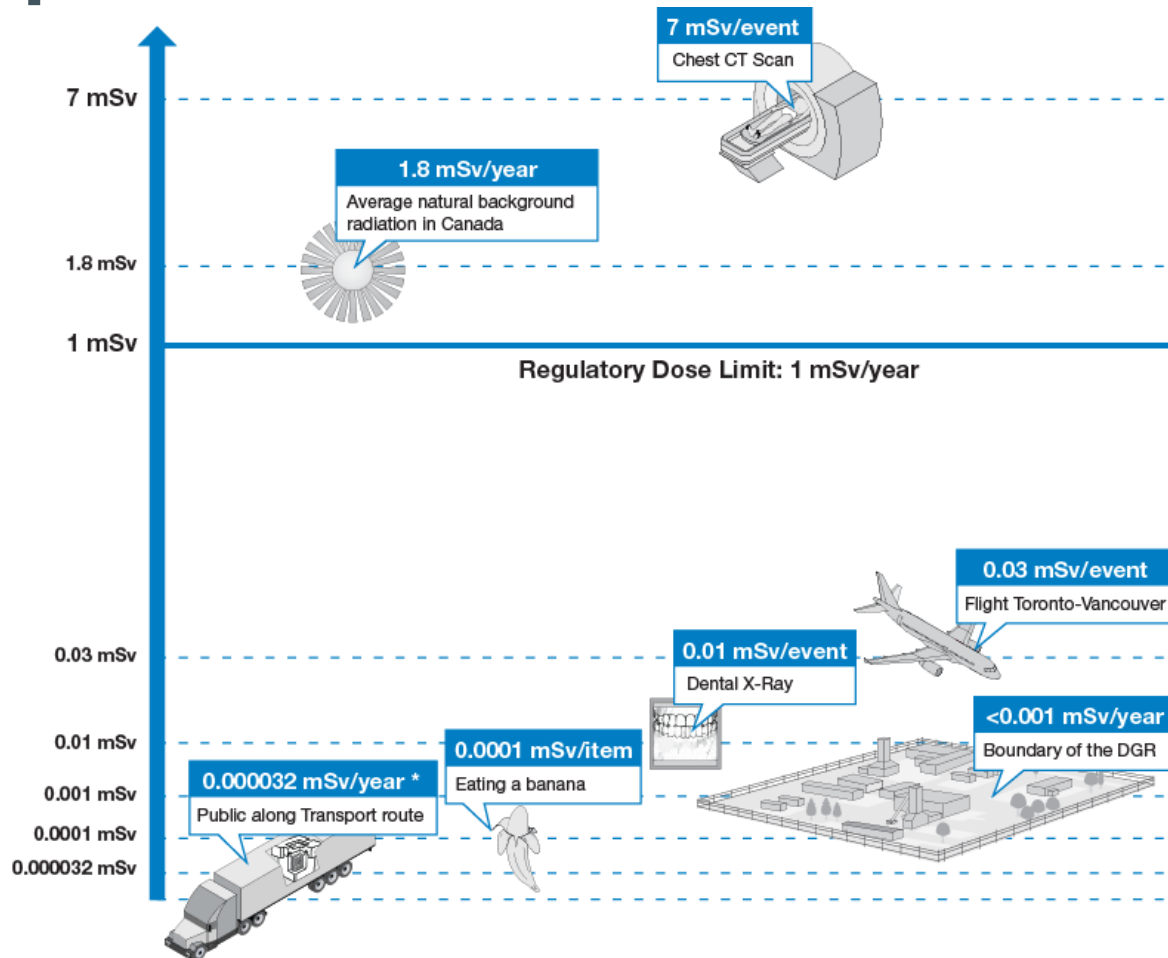 7 mSv/event
Chest CT Scan
7 mSv
1.8 mSv/year
Average natural background
radiation in Canada
1.8 mSv
1 mSv
Regulatory Dose Limit: 1 mSv/year
0.03 mSv/event
Flight Toronto-Vancouver
0.03 mSv
0.01 mSv/event
Dental X-Ray
<0.001 mSv/year
Boundary of the DGR
0.01 mSv
0.0001 mSv/item
Eating a banana
0.000032 mSv/year *
Public along Transport route
0.001 mSv
0.0001 mSv
0.000032 mSv